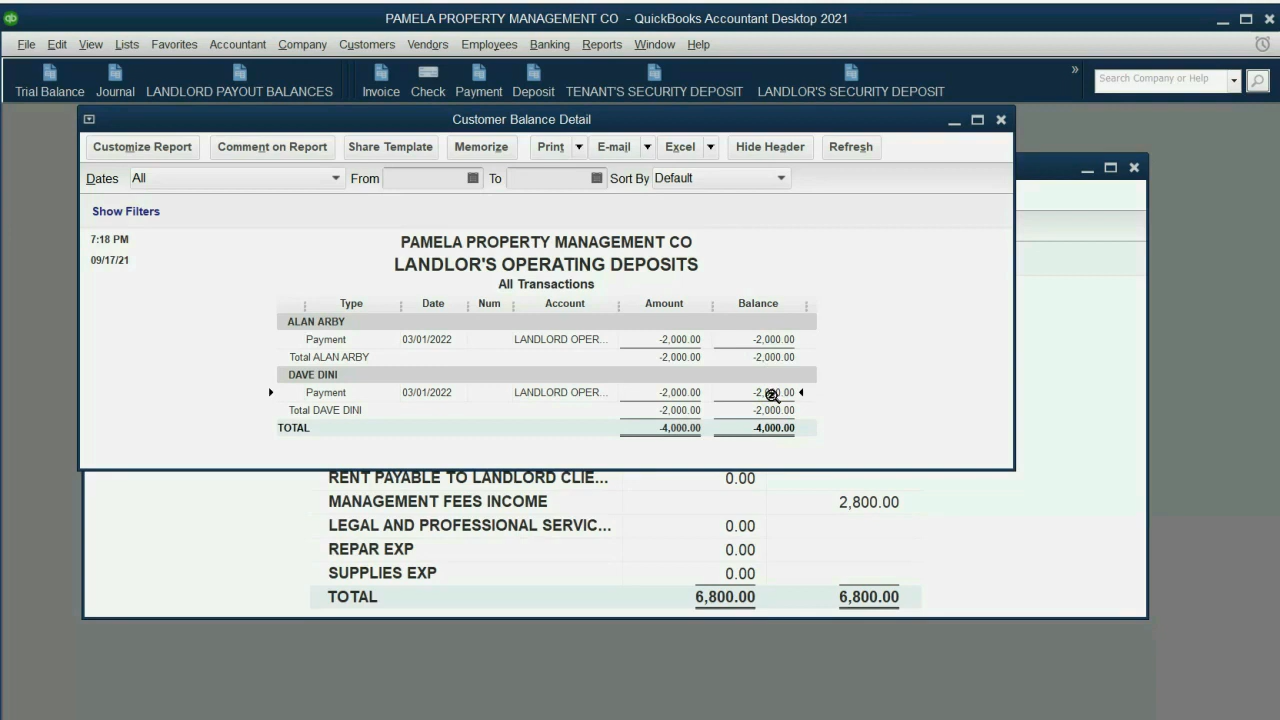 PAMELA PROPERTY MANAGEMENT CO - QuickBooks Accountant Desktop 2021
File Edit View Lists Favorites Accountant Company Customers Vendors Employees Banking Reports Window Help
Trial Balance Journal LANDLORD PAYOUT BALANCES Invoice Check Payment Deposit TENANT'S SECURITY DEPOSIT LANDLOR'S SECURITY DEPOSIT » Search Company or Help
Customer Balance Detail
Customize Report Comment on Report Share Template Memorize Print E-mail Excel Hide Header Refresh
Dates All From To Sort By Default
Show Filters
7:18 PM
09/17/21
PAMELA PROPERTY MANAGEMENT CO
LANDLOR'S OPERATING DEPOSITS
All Transactions
Type Date Num Account Amount Balance
ALAN ARBY
Payment 03/01/2022 LANDLORD OPER... -2,000.00 -2,000.00
Total ALAN ARBY -2,000.00 -2,000.00
DAVE DINI
Payment 03/01/2022 LANDLORD OPER... -2,000.00 -2,000.00
Total DAVE DINI -2,000.00 -2,000.00
TOTAL -4,000.00 -4,000.00
RENT PAYABLE TO LANDLORD CLIE... 0.00
MANAGEMENT FEES INCOME 2,800.00
LEGAL AND PROFESSIONAL SERVIC... 0.00
REPAR EXP 0.00
SUPPLIES EXP 0.00
TOTAL 6,800.00 6,800.00